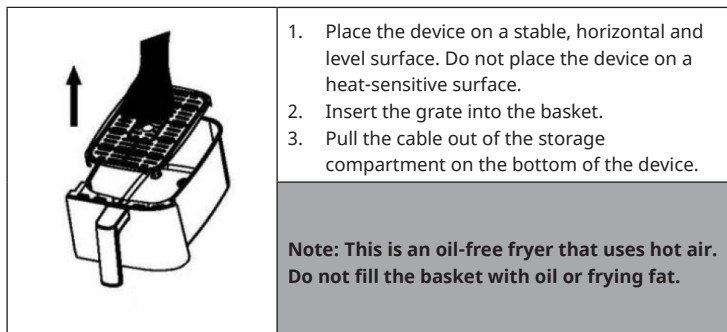 1. Place the device on a stable, horizontal and
level surface. Do not place the device on a
heat-sensitive surface.
2. Insert the grate into the basket.
3. Pull the cable out of the storage
compartment on the bottom of the device.
Note: This is an oil-free fryer that uses hot air.
Do not fill the basket with oil or frying fat.